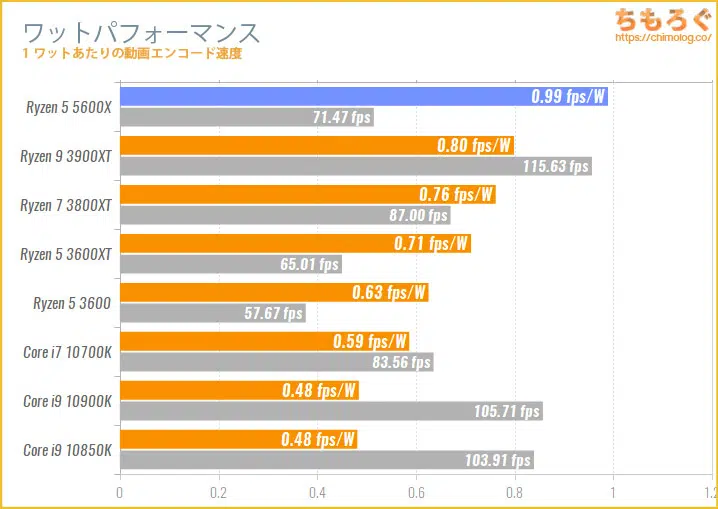 ワットパフォーマンス
1 ワットあたりの動画エンコード速度
ちもろぐ
https://chimolog.co/
Ryzen 5 5600X
0.99 fps/W
71.47 fps
Ryzen 9 3900XT
0.80 fps/W
115.63 fps
Ryzen 7 3800XT
0.76 fps/W
87.00 fps
Ryzen 5 3600XT
0.71 fps/W
65.01 fps
Ryzen 5 3600
0.63 fps/W
57.67 fps
Core i7 10700K
0.59 fps/W
83.56 fps
Core i9 10900K
0.48 fps/W
105.71 fps
Core i9 10850K
0.48 fps/W
103.91 fps
0 0.2 0.4 0.6 0.8 1 1.2